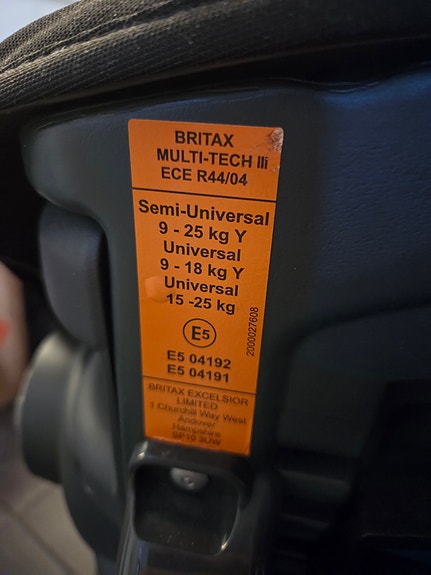 BRITAX
MULTI-TECH IIi
ECE R44/04
Semi-Universal
9 - 25 kg Y
Universal
9 - 18 kg Y
Universal
15 -25 kg
E5
E5 04192
E5 04191
2000027608
BRITAX EXCELSIOR
LIMITED
1 Churchill Way West
Andover
Hampshire
SP10 3UW